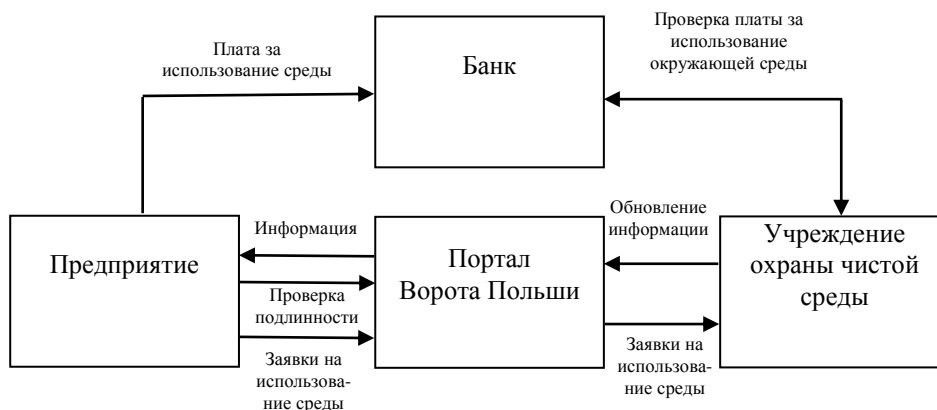 Плата за
использование среды
Банк
Проверка платы за
использование
окружающей среды
Предприятие
Информация
Проверка
подлинности
Заявки на
использова-
ние среды
Портал
Ворота Польши
Обновление
информации
Заявки на
использова-
ние среды
Учреждение
охраны чистой
среды